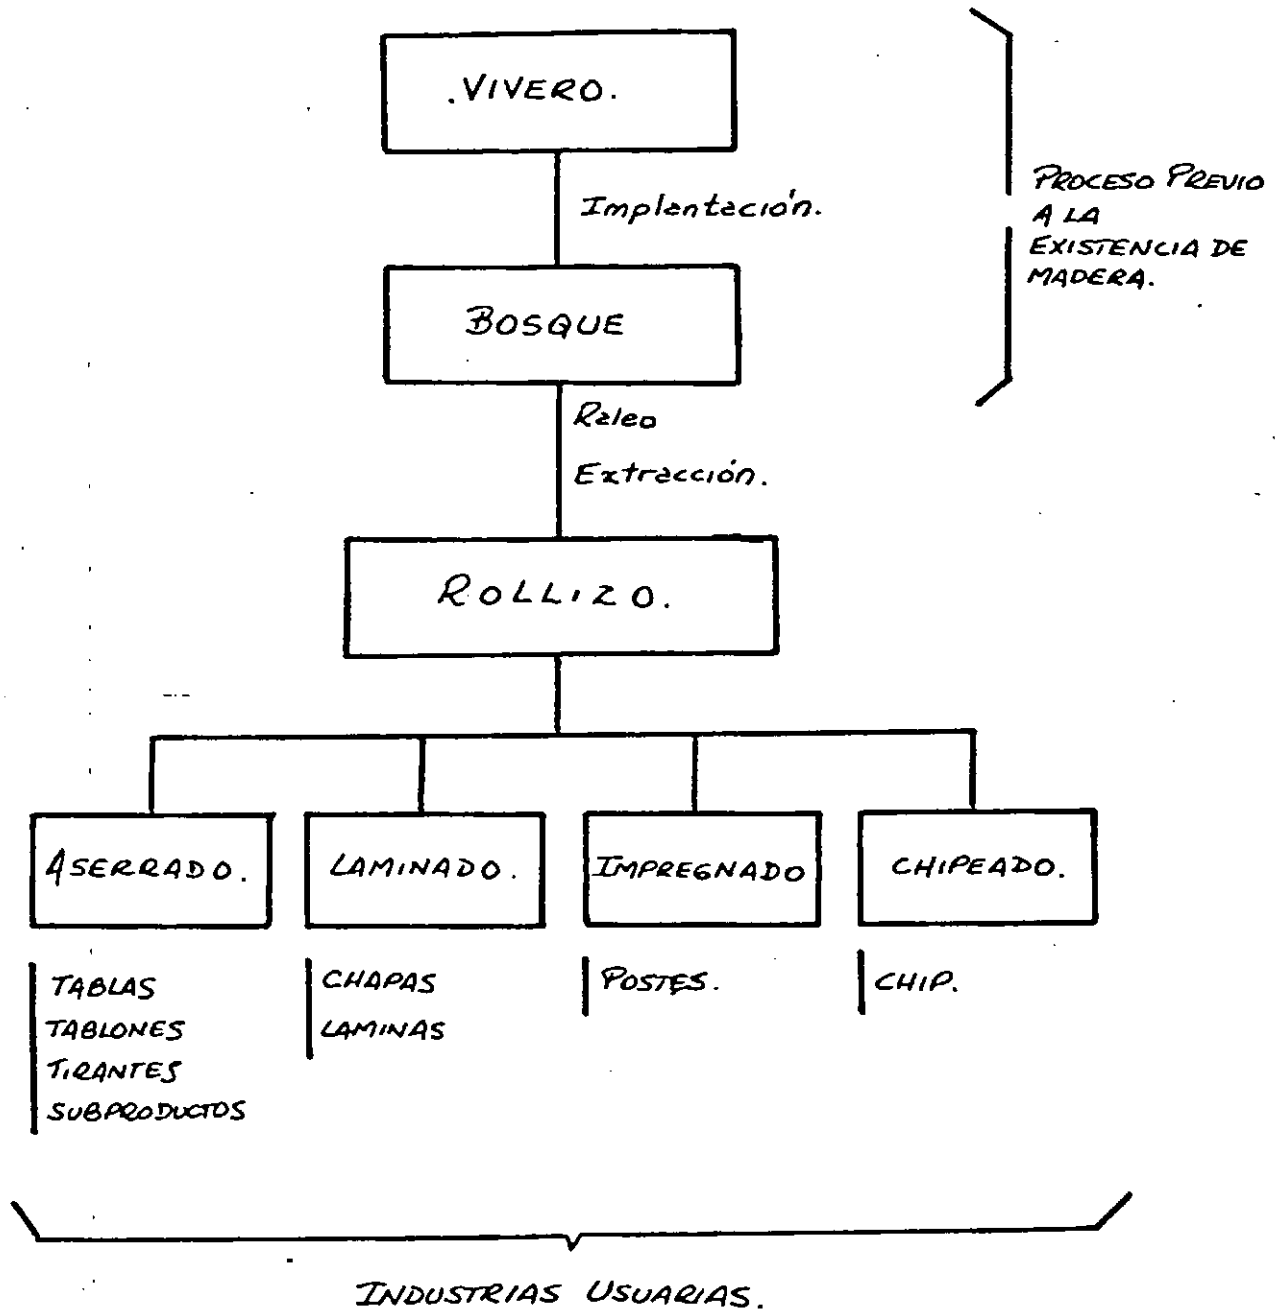 .VIVERO.
Implantación.
PROCESO PREVIO
A LA
EXISTENCIA DE
MADERA.
BOSQUE
Raleo
Extracción.
ROLLIZO.
ASERRADO.
LAMINADO.
IMPREGNADO
CHIPEADO.
TABLAS
TABLONES
TIRANTES
SUBPRODUCTOS
CHAPAS
LAMINAS
POSTES.
CHIP.
INDUSTRIAS USUARIAS.